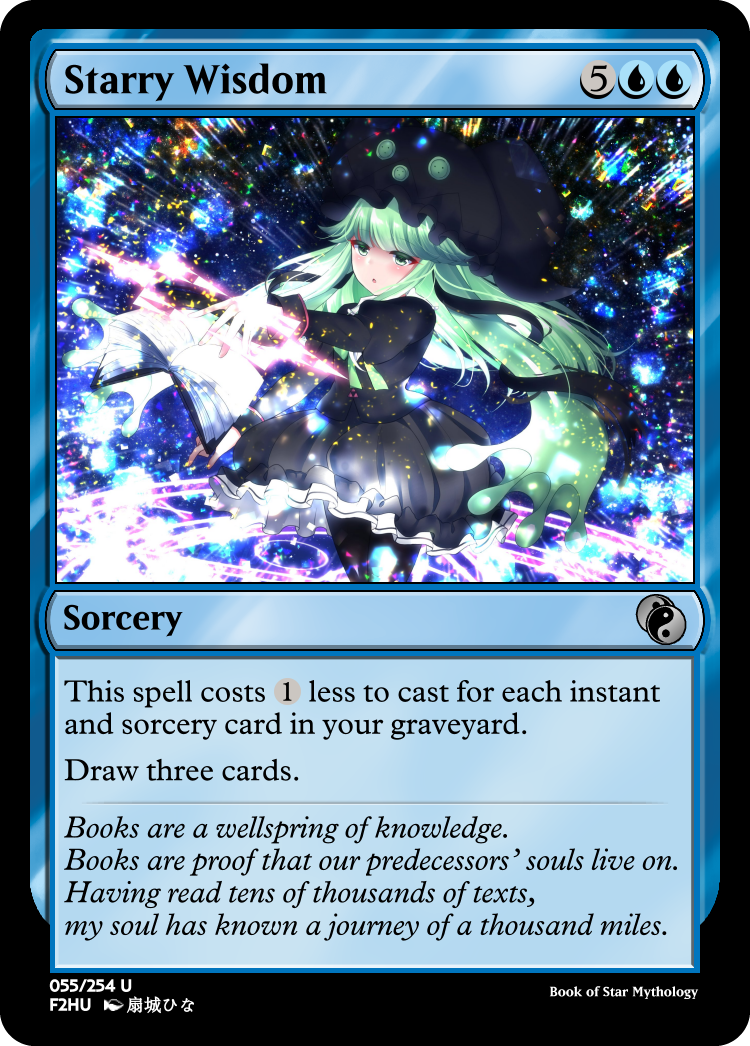 Starry Wisdom 5
Sorcery
This spell costs 1 less to cast for each instant
and sorcery card in your graveyard.
Draw three cards.
Books are a wellspring of knowledge.
Books are proof that our predecessors’ souls live on.
Having read tens of thousands of texts,
my soul has known a journey of a thousand miles.
055/254 U
F2HU 扇城ひな
Book of Star Mythology